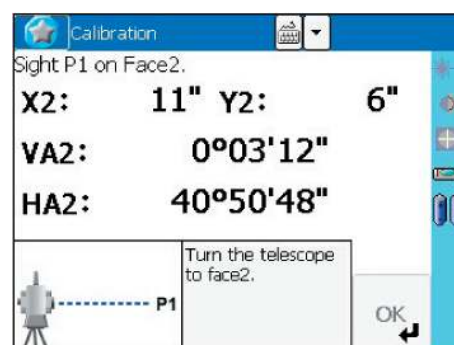 Calibration
Sight P1 on Face2.
X2: 11" Y2: 6"
VA2: 0°03'12"
HA2: 40°50'48"
Turn the telescope
to face2.
P1
OK